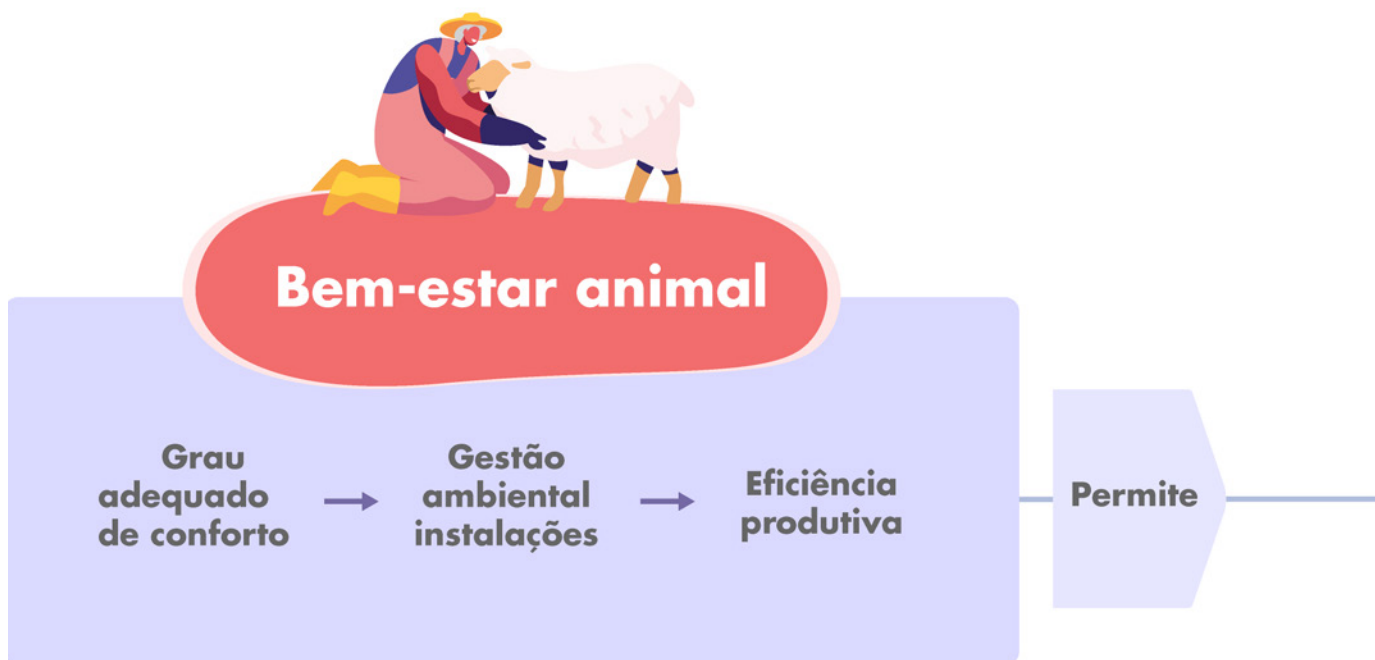 Bem-estar animal
Grau
adequado
de conforto
Gestão
ambiental
instalações
Eficiência
produtiva
Permite